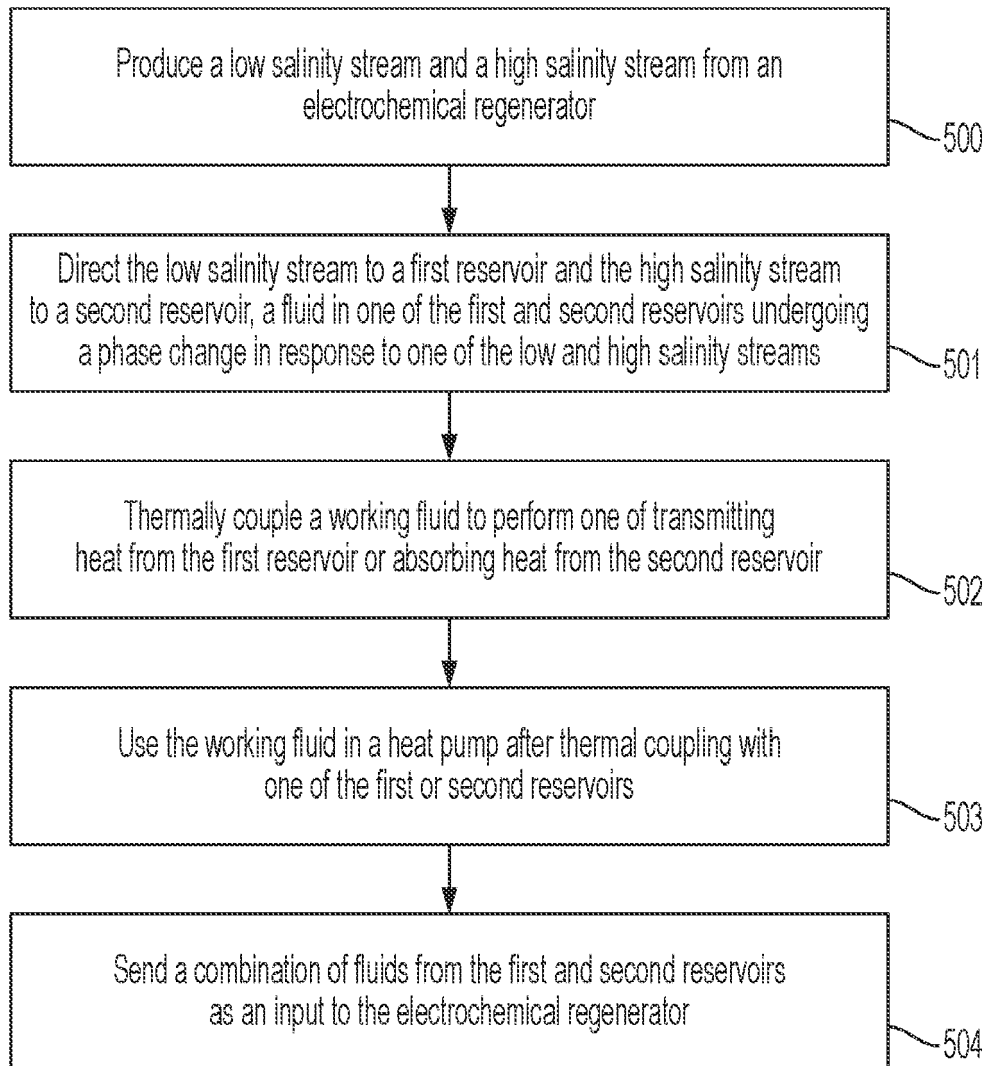 Produce a low salinity stream and a high salinity stream from an
electrochemical regenerator
500
Direct the low salinity stream to a first reservoir and the high salinity stream
to a second reservoir, a fluid in one of the first and second reservoirs undergoing
a phase change in response to one of the low and high salinity streams
501
Thermally couple a working fluid to perform one of transmitting
heat from the first reservoir or absorbing heat from the second reservoir
502
Use the working fluid in a heat pump after thermal coupling with
one of the first or second reservoirs
503
Send a combination of fluids from the first and second reservoirs
as an input to the electrochemical regenerator
504